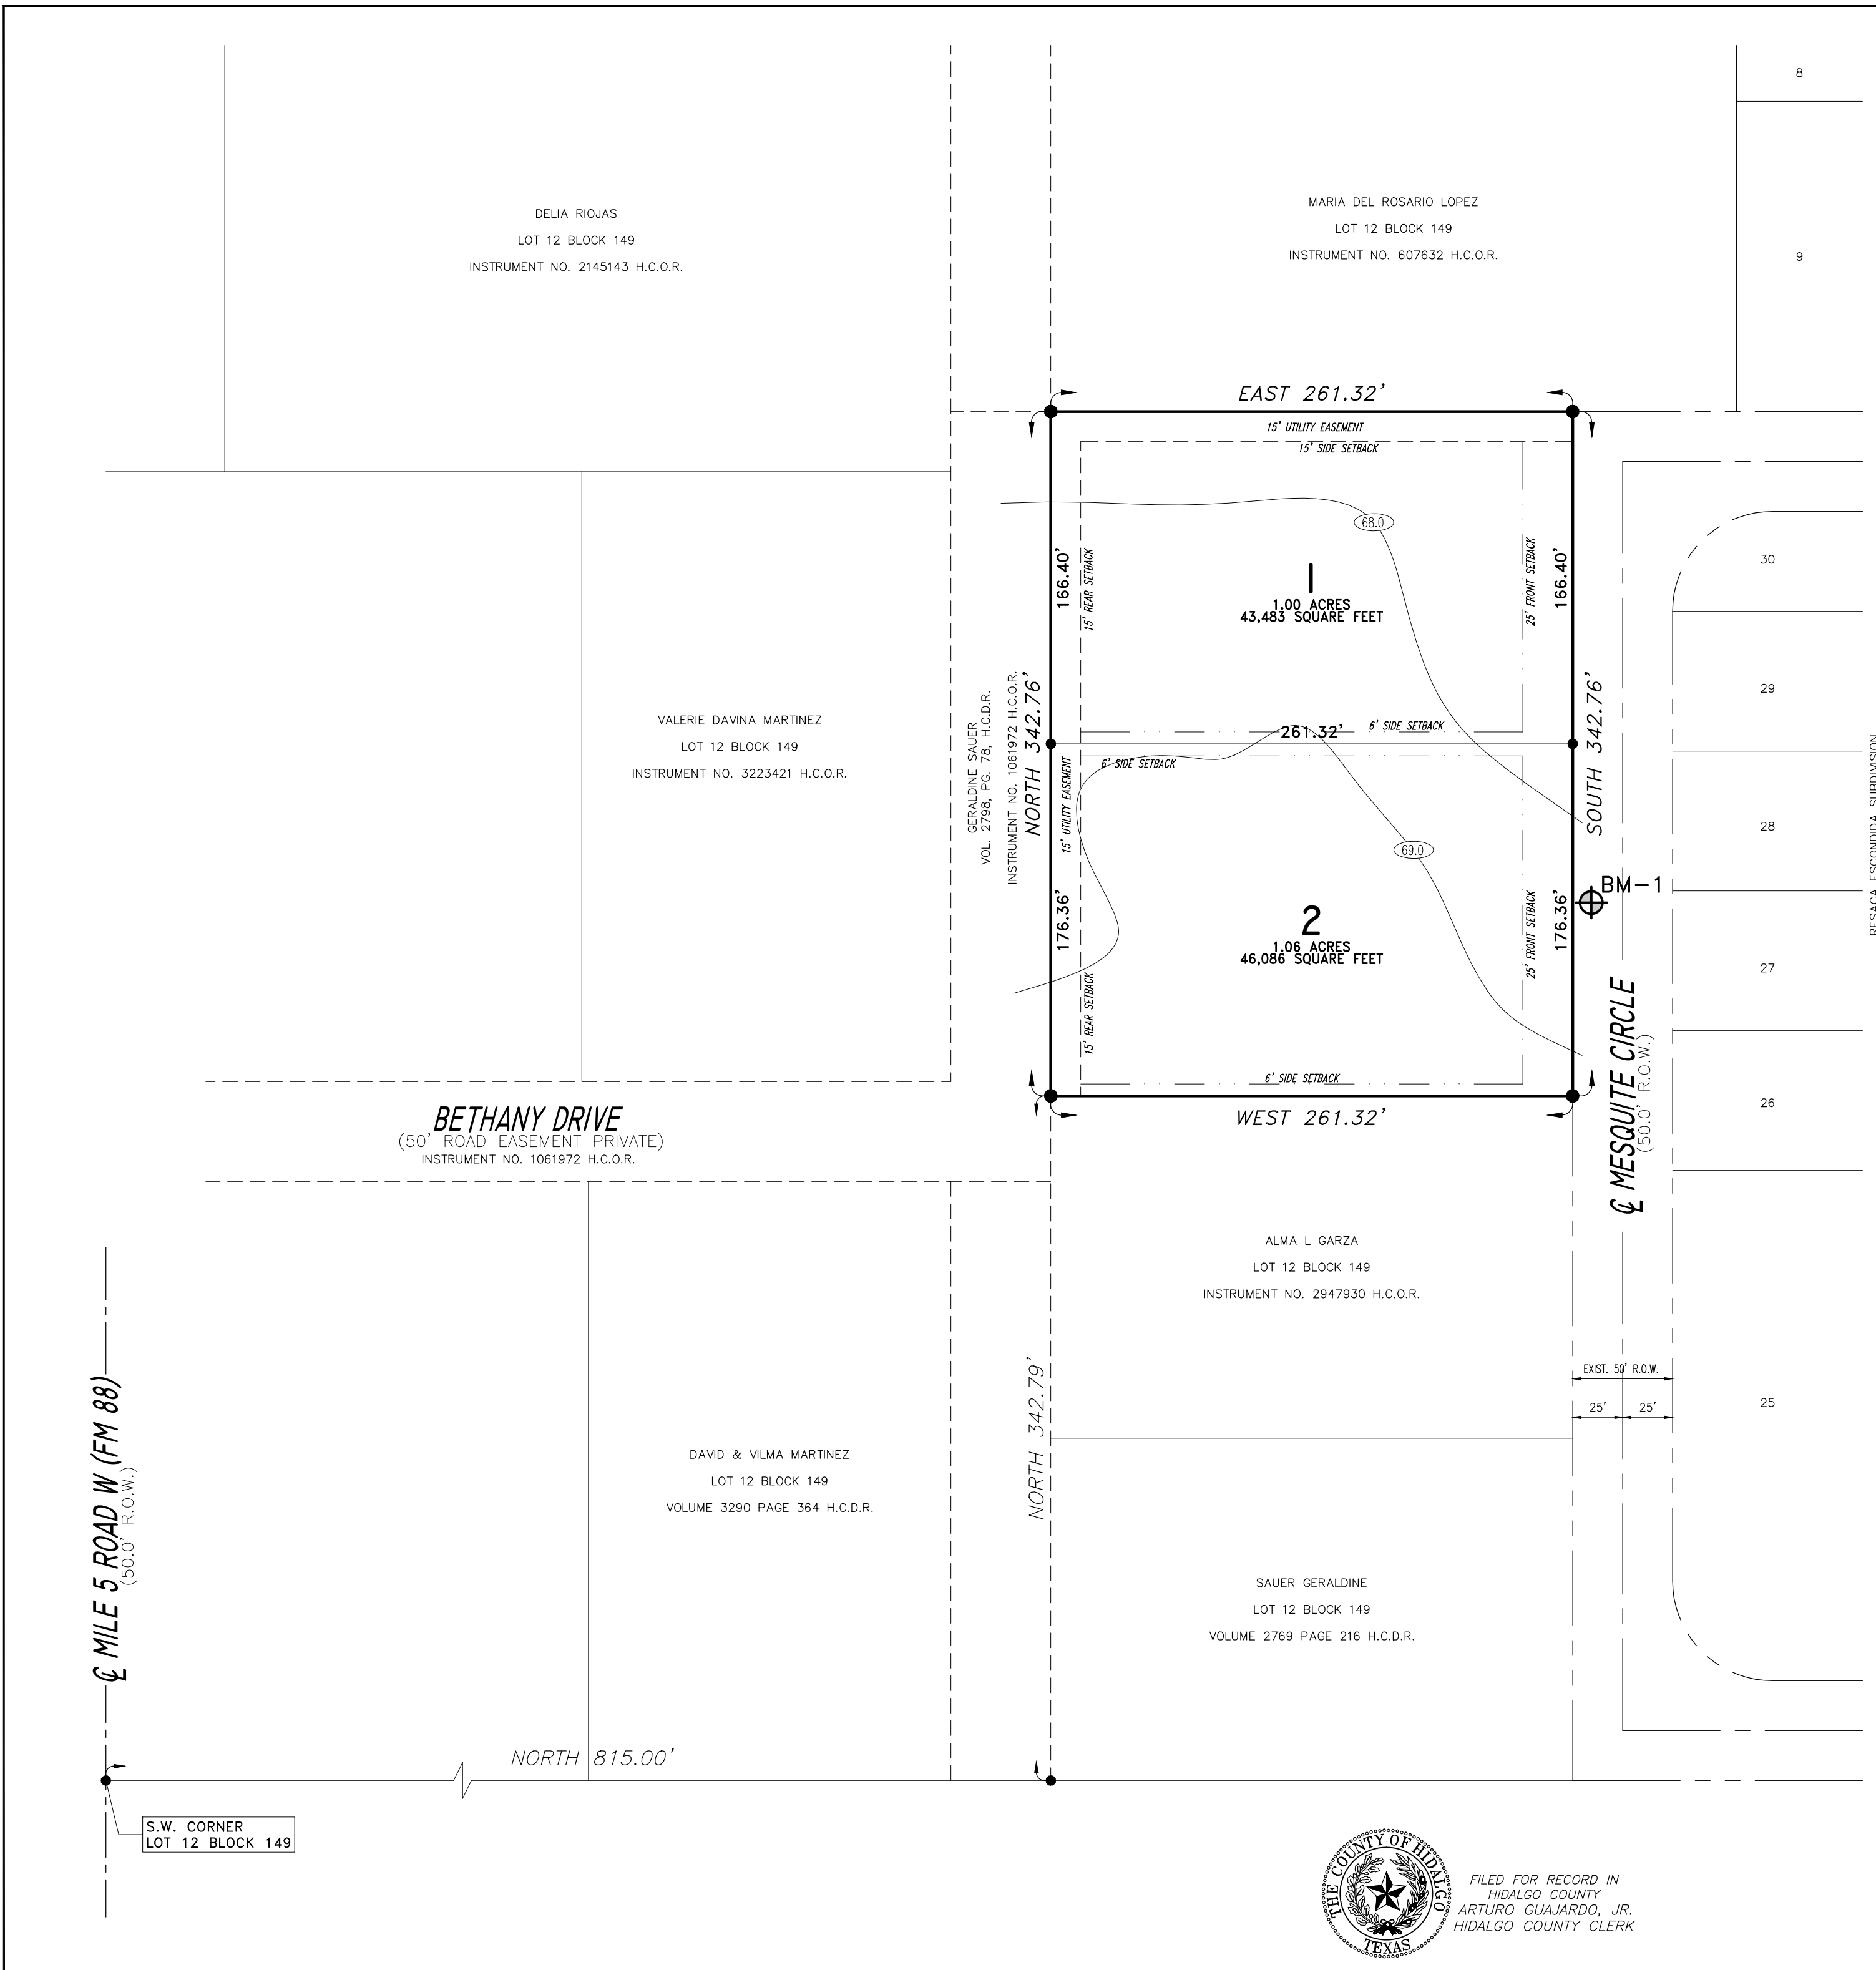 8
DELIA RIOJAS
LOT 12 BLOCK 149
INSTRUMENT NO. 2145143 H.C.O.R.
MARIA DEL ROSARIO LOPEZ
LOT 12 BLOCK 149
INSTRUMENT NO. 607632 H.C.O.R.
9
EAST 261.32'
15' UTILITY EASEMENT
15' SIDE SETBACK
68.0
166.40'
15' REAR SETBACK
1
1.00 ACRES
43,483 SQUARE FEET
25' FRONT SETBACK
166.40'
30
29
VALERIE DAVINA MARTINEZ
LOT 12 BLOCK 149
INSTRUMENT NO. 3223421 H.C.O.R.
GERALDINE SAUER
VOL. 2798, PG. 78, H.C.D.R.
INSTRUMENT NO. 1061972 H.C.O.R.
NORTH 342.76'
261.32'
6' SIDE SETBACK
6' SIDE SETBACK
15' UTILITY EASEMENT
SOUTH 342.76'
28
RESACA ESCONDIDA SUBDIVISION
69.0
BM-1
176.36'
2
1.06 ACRES
46,086 SQUARE FEET
25' FRONT SETBACK
176.36'
15' REAR SETBACK
27
6' SIDE SETBACK
WEST 261.32'
℄ MESQUITE CIRCLE
(50.0' R.O.W.)
26
BETHANY DRIVE
(50' ROAD EASEMENT PRIVATE)
INSTRUMENT NO. 1061972 H.C.O.R.
ALMA L GARZA
LOT 12 BLOCK 149
INSTRUMENT NO. 2947930 H.C.O.R.
EXIST. 50' R.O.W.
25'
25'
25
℄ MILE 5 ROAD W (FM 88)
(50.0' R.O.W.)
DAVID & VILMA MARTINEZ
LOT 12 BLOCK 149
VOLUME 3290 PAGE 364 H.C.D.R.
NORTH 342.79'
SAUER GERALDINE
LOT 12 BLOCK 149
VOLUME 2769 PAGE 216 H.C.D.R.
NORTH 815.00'
S.W. CORNER
LOT 12 BLOCK 149
THE COUNTY OF HIDALGO
TEXAS
FILED FOR RECORD IN
HIDALGO COUNTY
ARTURO GUAJARDO, JR.
HIDALGO COUNTY CLERK